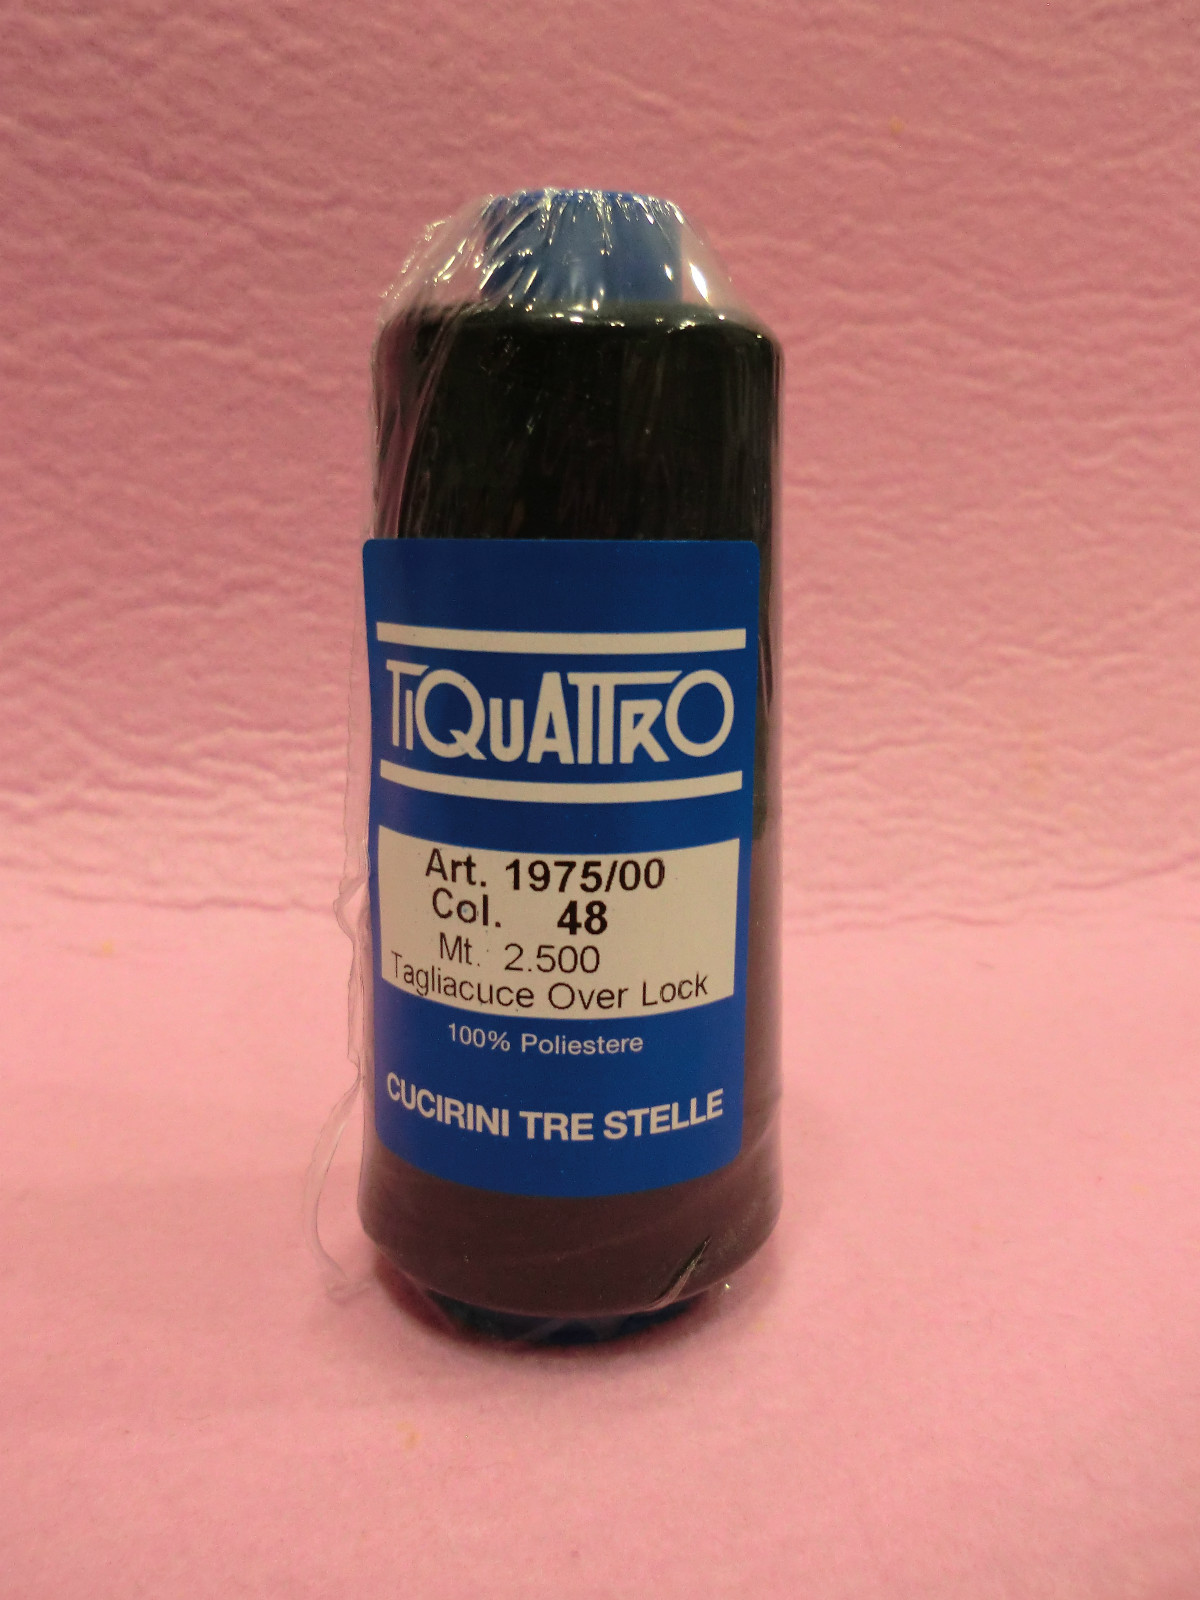 TIQUATTRO
Art. 1975/00
Col. 48
Mt. 2.500
Tagliacuce Over Lock
100% Poliestere
CUCIRINI TRE STELLE